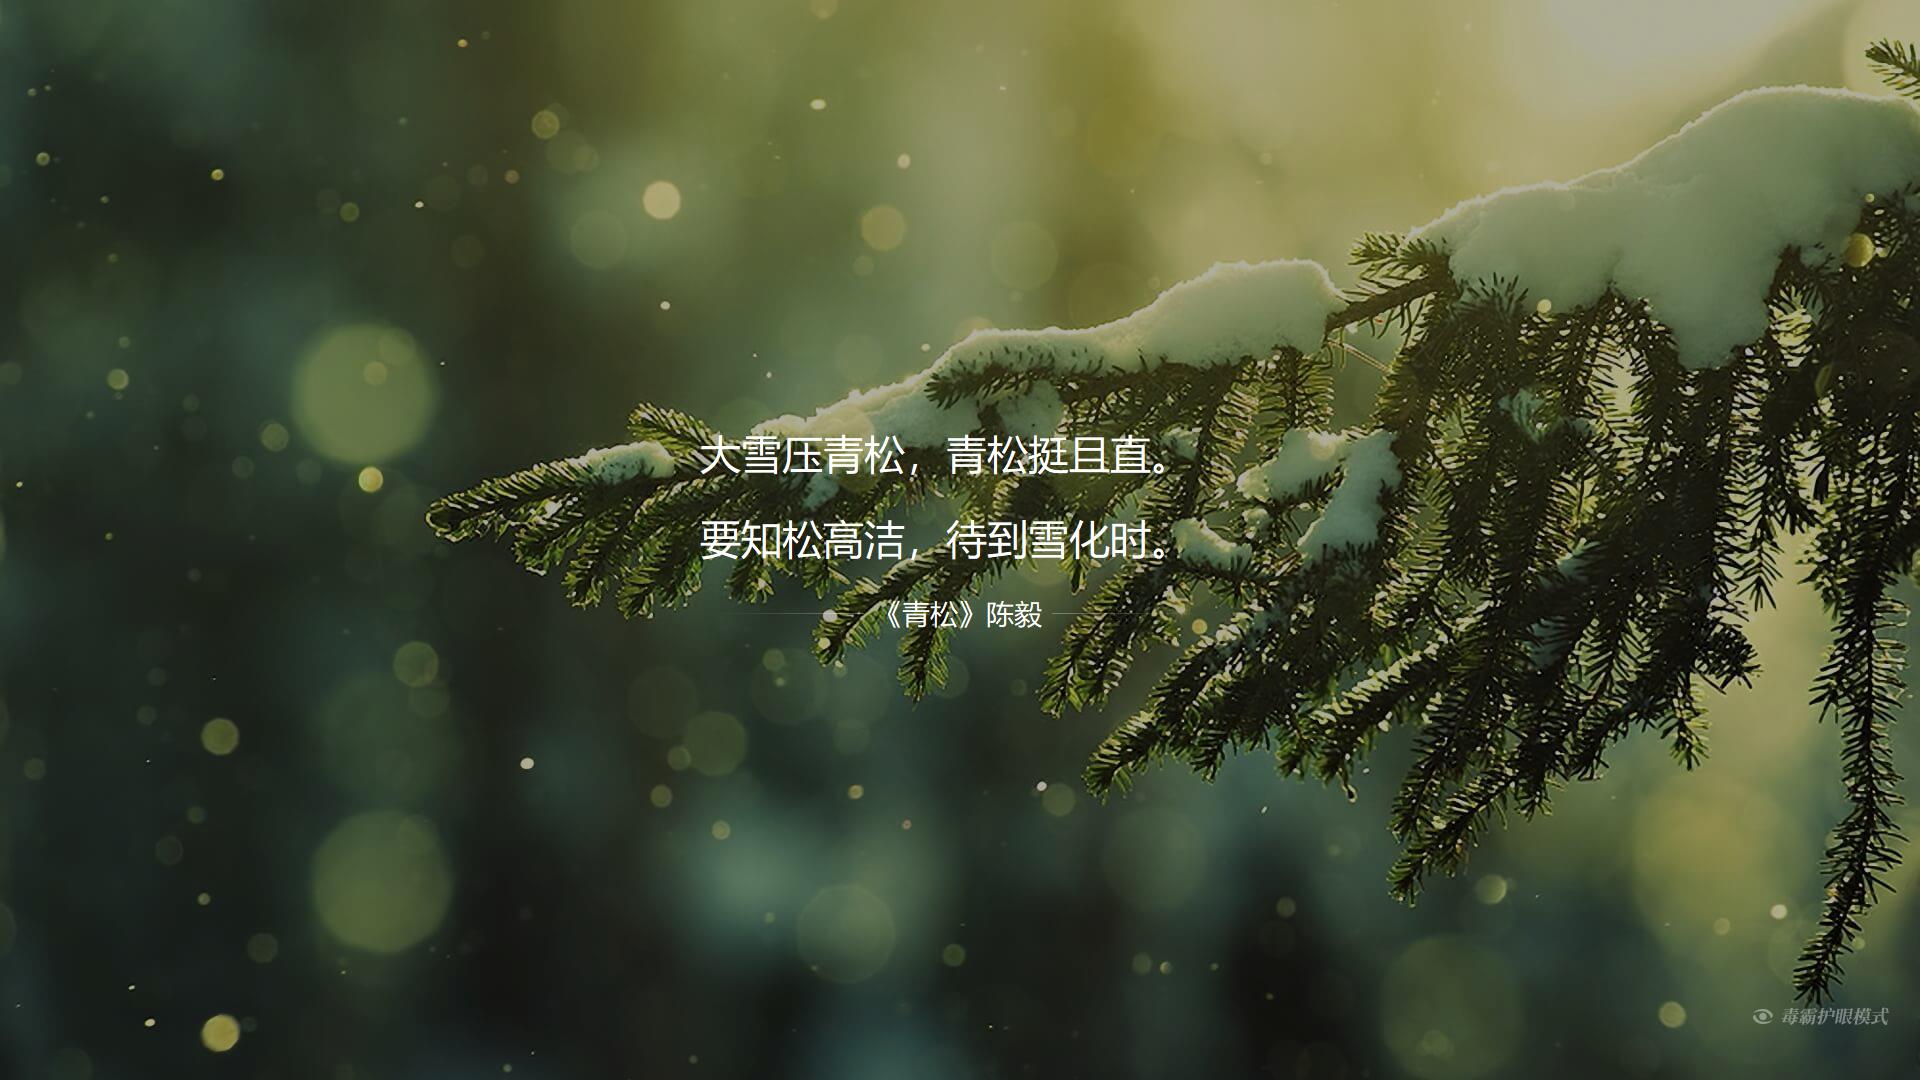 大雪压青松，青松挺且直。
要知松高洁，待到雪化时。
《青松》陈毅
毒霸护眼模式